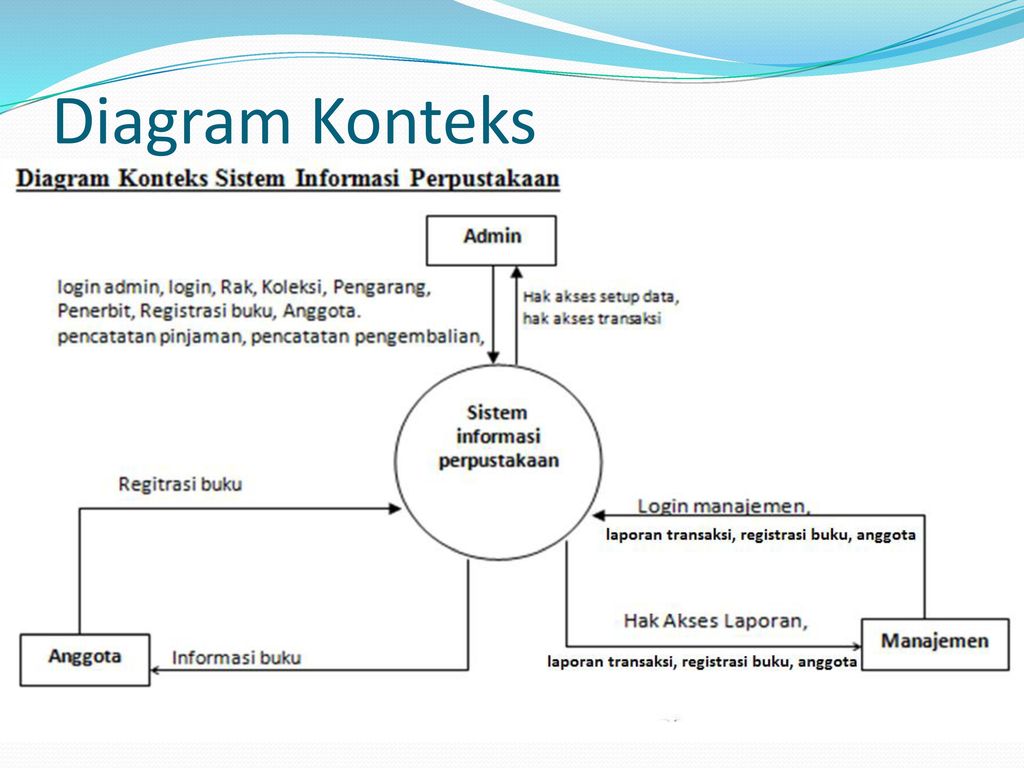 Diagram Konteks
Diagram Konteks Sistem Informasi Perpustakaan
Admin
login admin, login, Rak, Koleksi, Pengarang,
Penerbit, Registrasi buku, Anggota.
pencatatan pinjaman, pencatatan pengembalian,
Hak akses setup data,
hak akses transaksi
Sistem
informasi
perpustakaan
Regitrasi buku
Login manajemen,
laporan transaksi, registrasi buku, anggota
Hak Akses Laporan,
laporan transaksi, registrasi buku, anggota
Manajemen
Anggota
Informasi buku